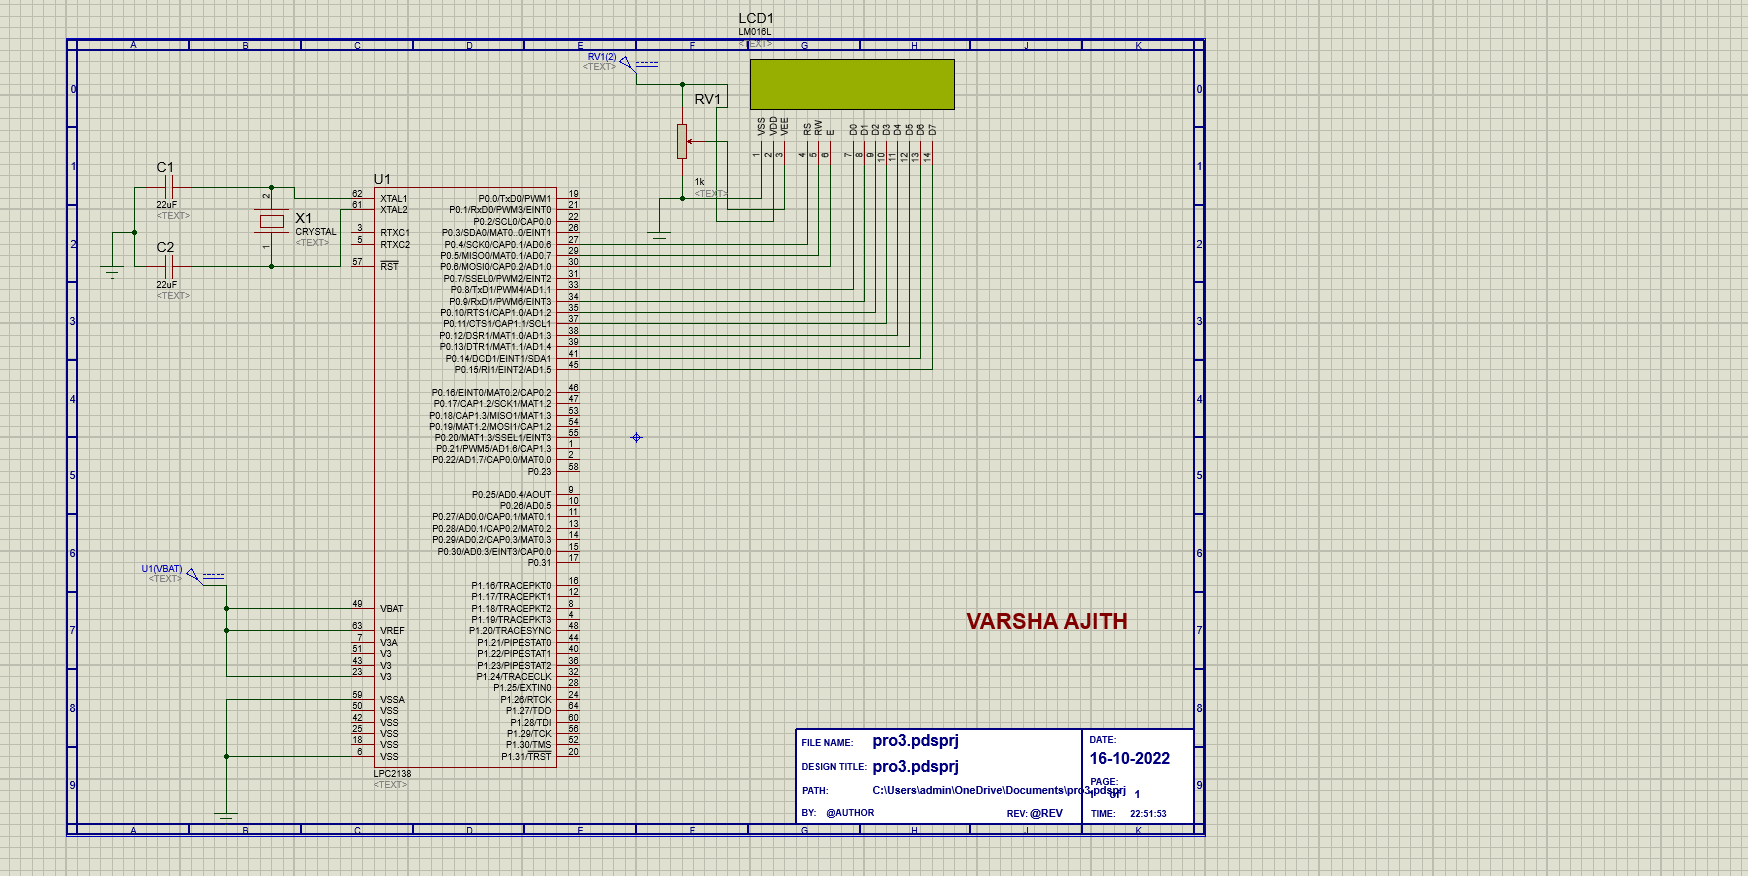 LCD1
LM016L
<TEXT>
A B C D E F G H J K
RV1(2)
<TEXT>
0 0
RV1
VSS VDD VEE RS RW E D0 D1 D2 D3 D4 D5 D6 D7
1 2 3 4 5 6 7 8 9 10 11 12 13 14
1k
<TEXT>
1 1
C1
22uF
<TEXT>
2
X1
CRYSTAL
<TEXT>
1
C2
22uF
<TEXT>
U1
62 XTAL1 P0.0/TxD0/PWM1 19
61 XTAL2 P0.1/RxD0/PWM3/EINT0 21
P0.2/SCL0/CAP0.0 22
3 RTXC1 P0.3/SDA0/MAT0..0/EINT1 26
5 RTXC2 P0.4/SCK0/CAP0.1/AD0.6 27
P0.5/MISO0/MAT0.1/AD0.7 29
57 RST P0.6/MOSI0/CAP0.2/AD1.0 30
P0.7/SSEL0/PWM2/EINT2 31
P0.8/TxD1/PWM4/AD1.1 33
P0.9/RxD1/PWM6/EINT3 34
P0.10/RTS1/CAP1.0/AD1.2 35
P0.11/CTS1/CAP1.1/SCL1 37
P0.12/DSR1/MAT1.0/AD1.3 38
P0.13/DTR1/MAT1.1/AD1.4 39
P0.14/DCD1/EINT1/SDA1 41
P0.15/RI1/EINT2/AD1.5 45
P0.16/EINT0/MAT0.2/CAP0.2 46
P0.17/CAP1.2/SCK1/MAT1.2 47
P0.18/CAP1.3/MISO1/MAT1.3 53
P0.19/MAT1.2/MOSI1/CAP1.2 54
P0.20/MAT1.3/SSEL1/EINT3 55
P0.21/PWM5/AD1.6/CAP1.3 1
P0.22/AD1.7/CAP0.0/MAT0.0 2
P0.23 58
P0.25/AD0.4/AOUT 9
P0.26/AD0.5 10
P0.27/AD0.0/CAP0.1/MAT0.1 11
P0.28/AD0.1/CAP0.2/MAT0.2 13
P0.29/AD0.2/CAP0.3/MAT0.3 14
P0.30/AD0.3/EINT3/CAP0.0 15
P0.31 17
2 2
3 3
4 4
5 5
6 6
U1(VBAT)
<TEXT>
P1.16/TRACEPKT0 16
P1.17/TRACEPKT1 12
49 VBAT P1.18/TRACEPKT2 8
P1.19/TRACEPKT3 4
63 VREF P1.20/TRACESYNC 48
7 V3A P1.21/PIPESTAT0 44
51 V3 P1.22/PIPESTAT1 40
43 V3 P1.23/PIPESTAT2 36
23 V3 P1.24/TRACECLK 32
P1.25/EXTIN0 28
59 VSSA P1.26/RTCK 24
50 VSS P1.27/TDO 64
42 VSS P1.28/TDI 60
25 VSS P1.29/TCK 56
18 VSS P1.30/TMS 52
6 VSS P1.31/TRST 20
LPC2138
<TEXT>
VARSHA AJITH
7 7
8 8
9 9
FILE NAME: pro3.pdsprj
DESIGN TITLE: pro3.pdsprj
PATH: C:\Users\admin\OneDrive\Documents\pro3.pdsprj
BY: @AUTHOR REV: @REV
DATE:
16-10-2022
PAGE:
1 of 1
TIME: 22:51:53
A B C D E F G H J K